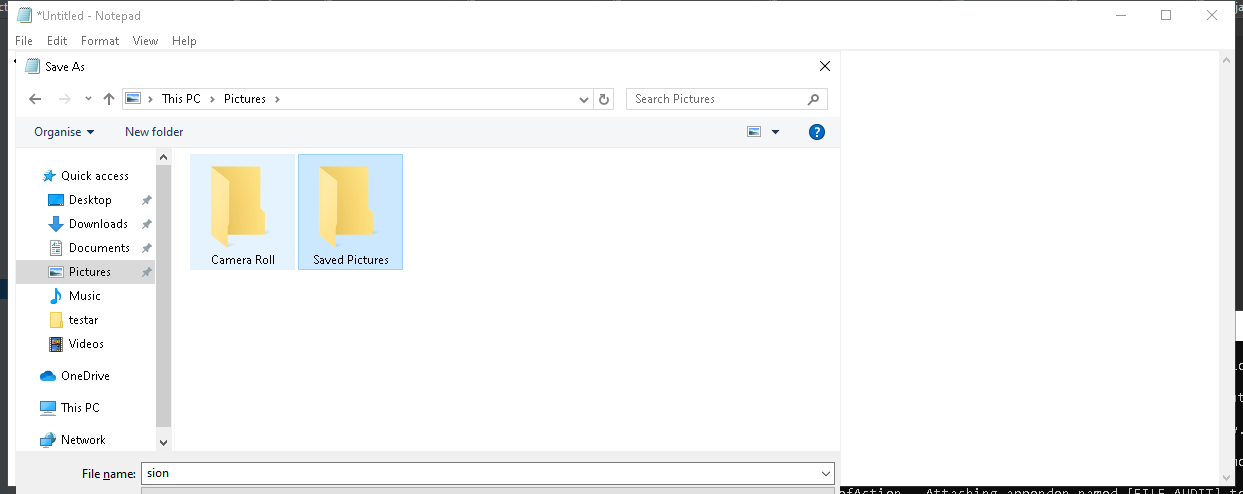 *Untitled - Notepad
File Edit Format View Help
Save As
This PC Pictures
Search Pictures
Organise New folder
Quick access
Desktop
Downloads
Documents
Pictures
Music
testar
Videos
OneDrive
This PC
Network
Camera Roll
Saved Pictures
File name: sion
Attaching appender named [FILE_AUDIT] to